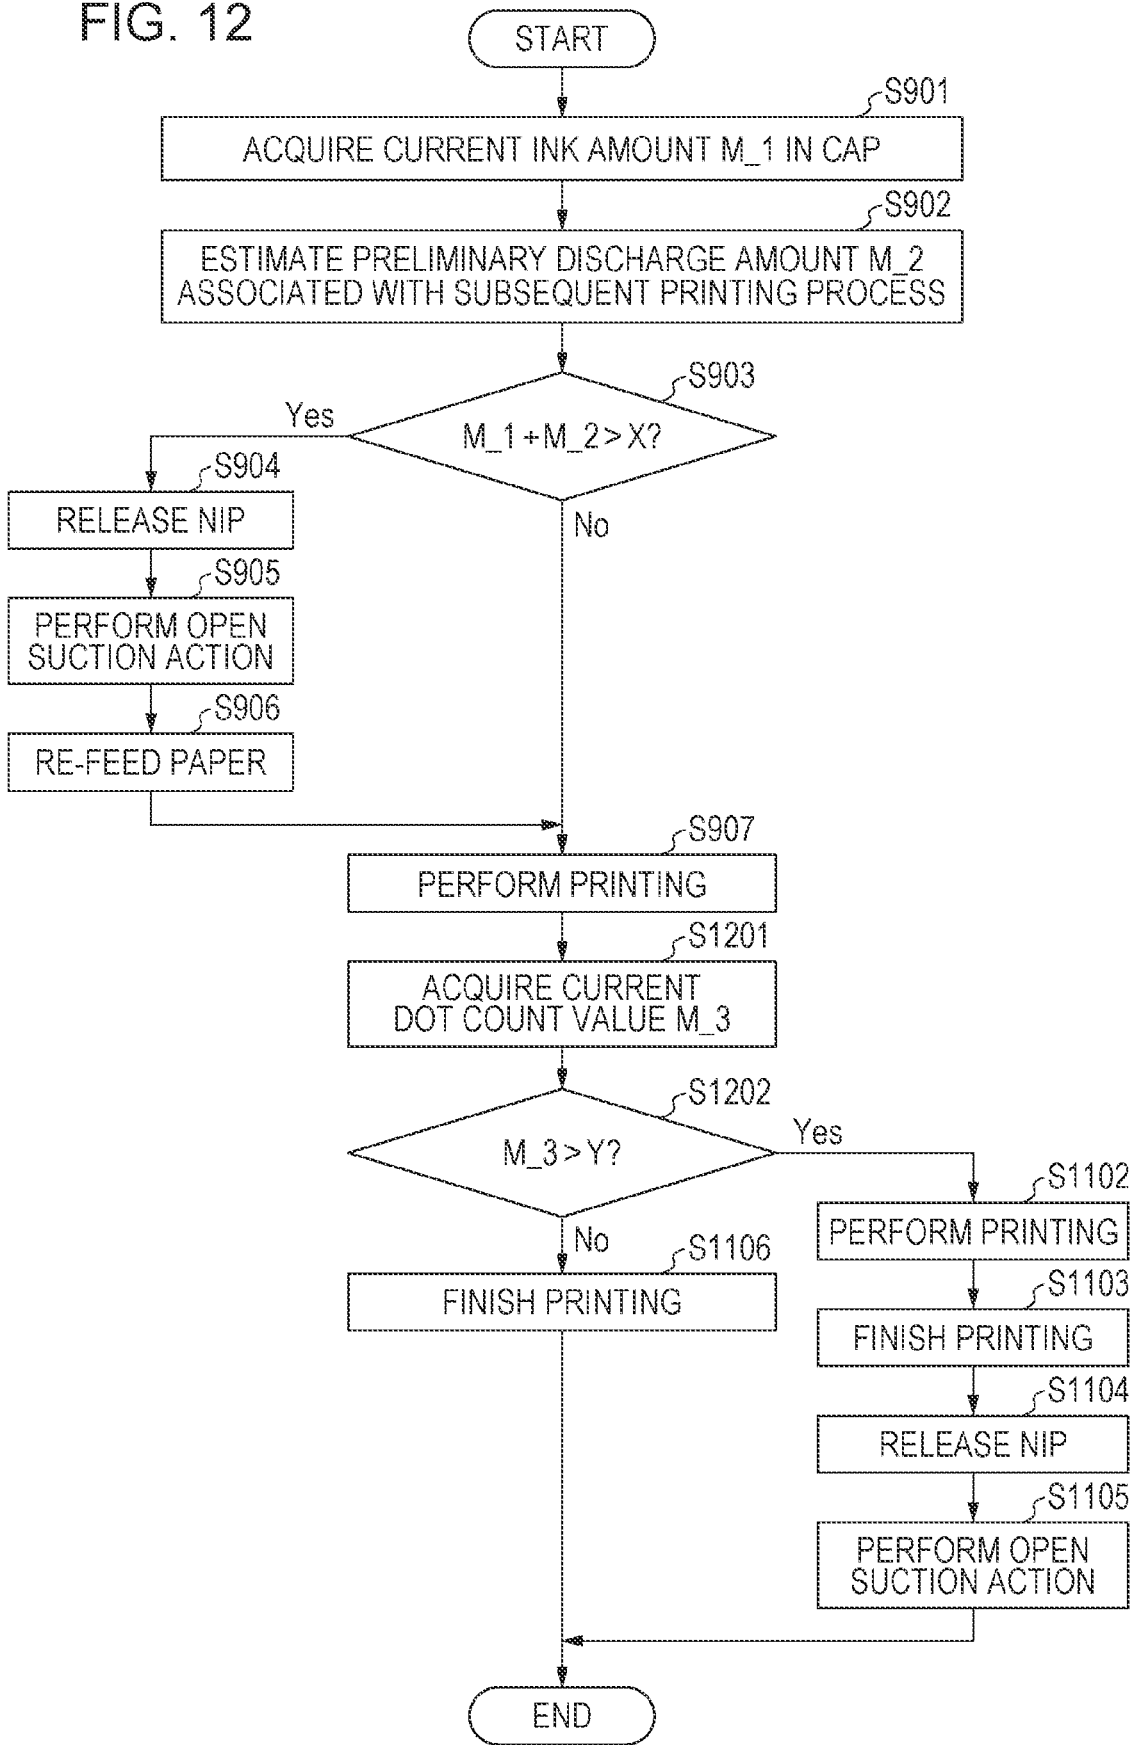 FIG. 12
START
S901
ACQUIRE CURRENT INK AMOUNT M_1 IN CAP
S902
ESTIMATE PRELIMINARY DISCHARGE AMOUNT M_2
ASSOCIATED WITH SUBSEQUENT PRINTING PROCESS
S903
M_1+M_2>X?
Yes
No
S904
RELEASE NIP
S905
PERFORM OPEN
SUCTION ACTION
S906
RE-FEED PAPER
S907
PERFORM PRINTING
S1201
ACQUIRE CURRENT
DOT COUNT VALUE M_3
S1202
M_3>Y?
Yes
No
S1106
FINISH PRINTING
S1102
PERFORM PRINTING
S1103
FINISH PRINTING
S1104
RELEASE NIP
S1105
PERFORM OPEN
SUCTION ACTION
END